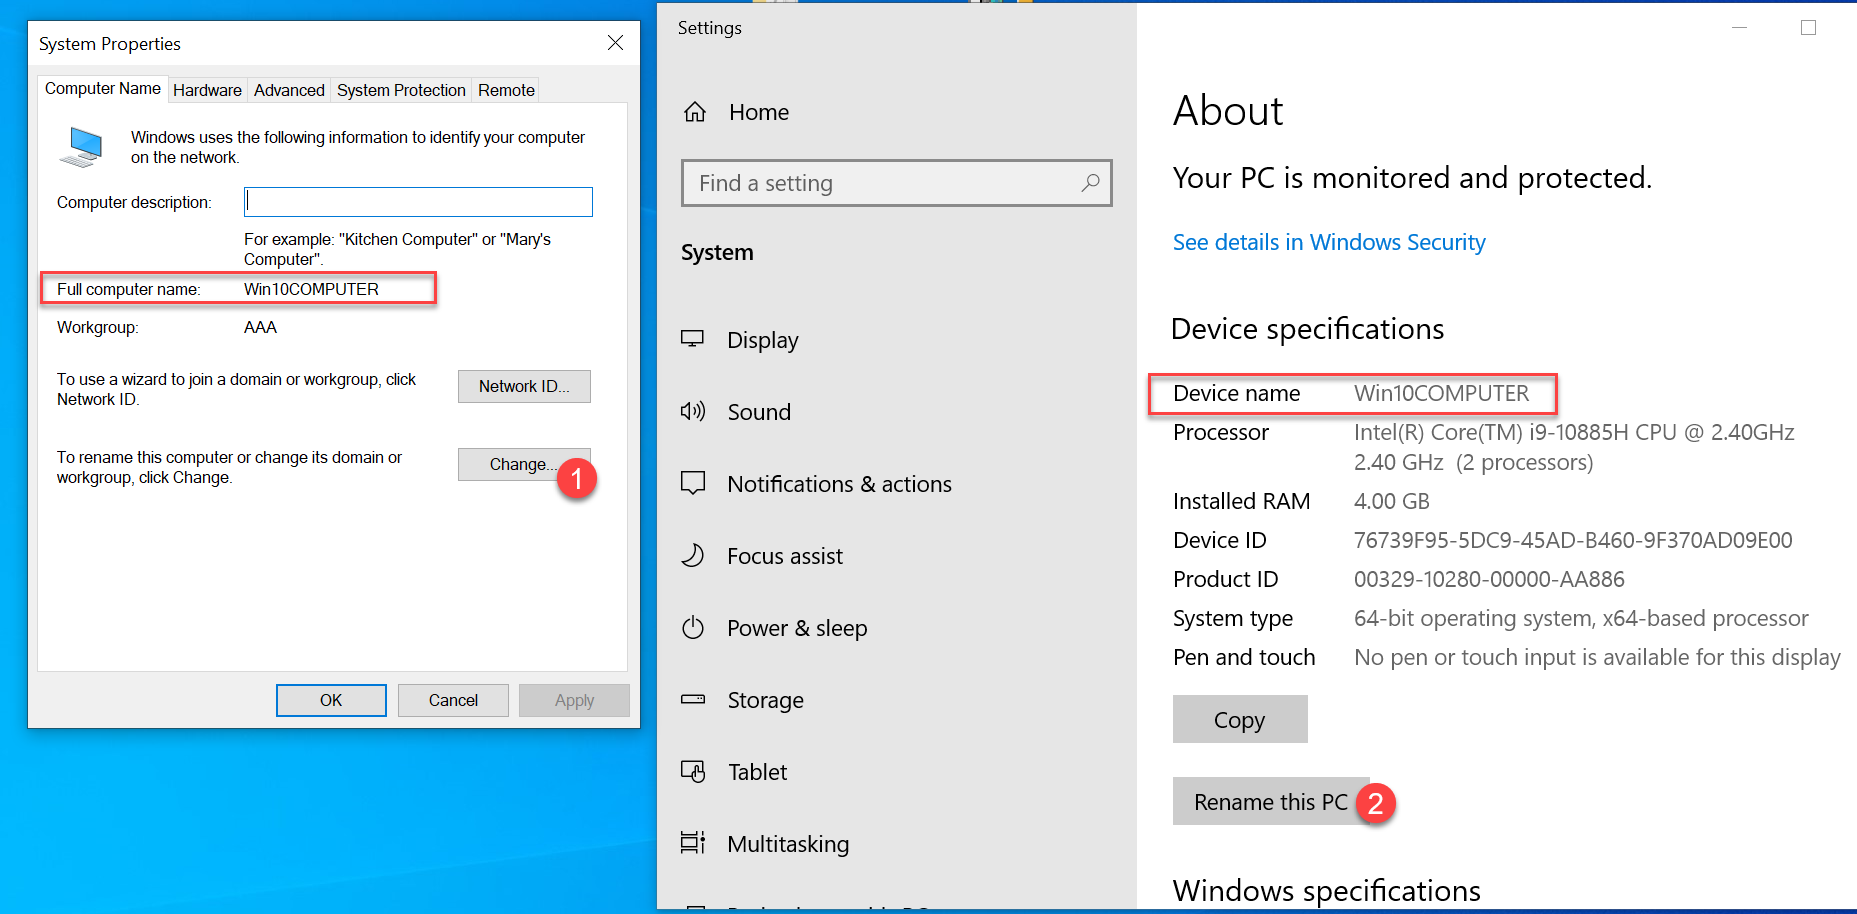 System Properties
Computer Name
Hardware
Advanced
System Protection
Remote
Windows uses the following information to identify your computer
on the network.
Computer description:
For example: "Kitchen Computer" or "Mary's
Computer".
Full computer name:
Win10COMPUTER
Workgroup:
AAA
To use a wizard to join a domain or workgroup, click
Network ID.
Network ID...
To rename this computer or change its domain or
workgroup, click Change.
Change...
1
OK
Cancel
Apply
Settings
Home
Find a setting
System
Display
Sound
Notifications & actions
Focus assist
Power & sleep
Storage
Tablet
Multitasking
About
Your PC is monitored and protected.
See details in Windows Security
Device specifications
Device name
Win10COMPUTER
Processor
Intel(R) Core(TM) i9-10885H CPU @ 2.40GHz
2.40 GHz (2 processors)
Installed RAM
4.00 GB
Device ID
76739F95-5DC9-45AD-B460-9F370AD09E00
Product ID
00329-10280-00000-AA886
System type
64-bit operating system, x64-based processor
Pen and touch
No pen or touch input is available for this display
Copy
Rename this PC
2
Windows specifications